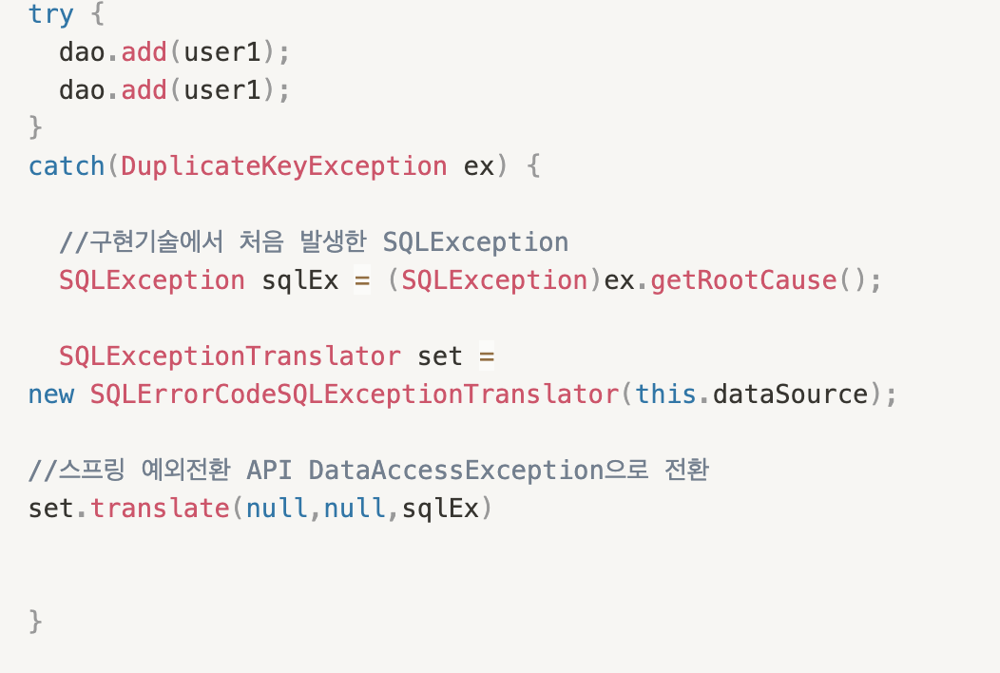 try {
  dao.add(user1);
  dao.add(user1);
}
catch(DuplicateKeyException ex) {
  //구현기술에서 처음 발생한 SQLException
  SQLException sqlEx = (SQLException)ex.getRootCause();
  SQLExceptionTranslator set =
new SQLErrorCodeSQLExceptionTranslator(this.dataSource);
//스프링 예외전환 API DataAccessException으로 전환
set.translate(null,null,sqlEx)
}